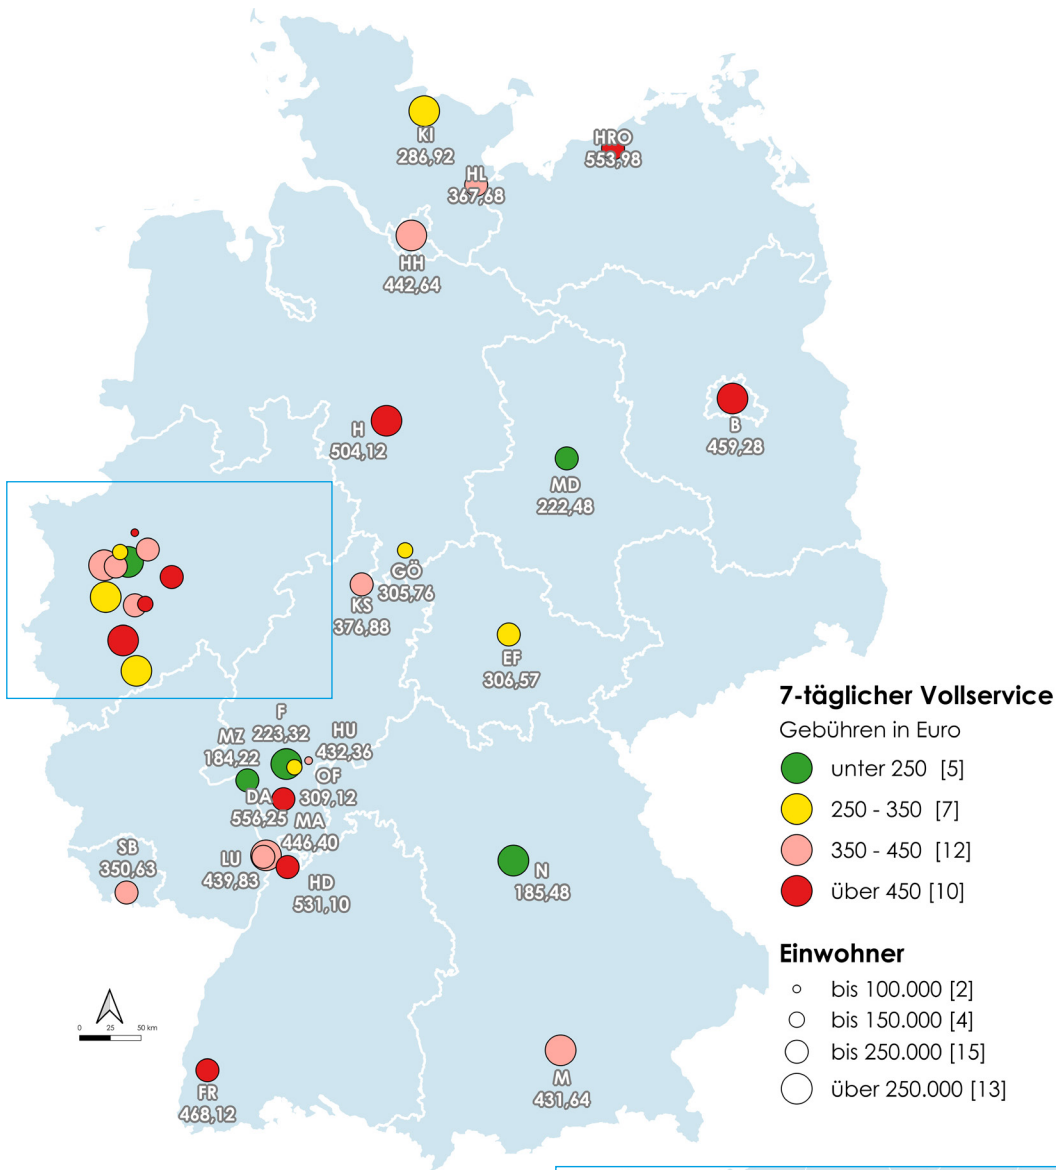 KI
286,92
HRO
553,98
HL
367,68
HH
442,64
H
504,12
B
459,28
MD
222,48
GÖ
305,76
KS
376,88
EF
306,57
F
223,32
MZ
184,22
HU
432,36
OF
309,12
DA
556,25
MA
446,40
SB
350,63
LU
439,83
HD
531,10
N
185,48
FR
468,12
M
431,64
0 25 50 km
7-täglicher Vollservice
Gebühren in Euro
unter 250 [5]
250 - 350 [7]
350 - 450 [12]
über 450 [10]
Einwohner
bis 100.000 [2]
bis 150.000 [4]
bis 250.000 [15]
über 250.000 [13]